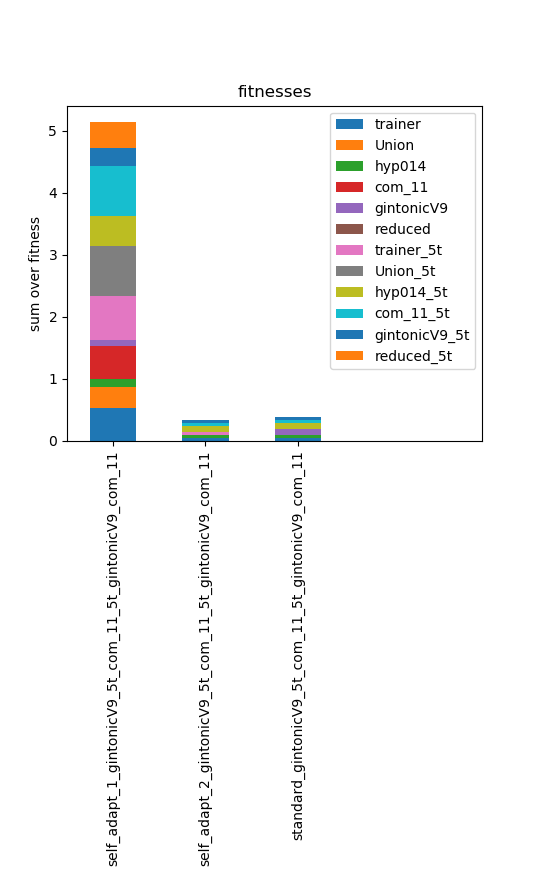 fitnesses
sum over fitness
5
4
3
2
1
0
trainer
Union
hyp014
com_11
gintonicV9
reduced
trainer_5t
Union_5t
hyp014_5t
com_11_5t
gintonicV9_5t
reduced_5t
self_adapt_1_gintonicV9_5t_com_11_5t_gintonicV9_com_11
self_adapt_2_gintonicV9_5t_com_11_5t_gintonicV9_com_11
standard_gintonicV9_5t_com_11_5t_gintonicV9_com_11